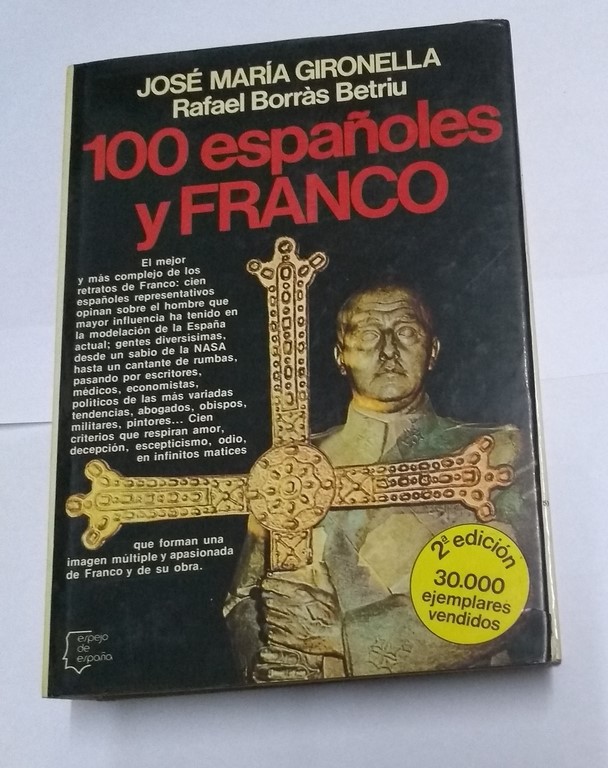 JOSÉ MARÍA GIRONELLA
Rafael Borràs Betriu
100 españoles
y FRANCO
El mejor
y más complejo de los
retratos de Franco: cien
españoles representativos
opinan sobre el hombre que
mayor influencia ha tenido en
la modelación de la España
actual; gentes diversísimas,
desde un sabio de la NASA
hasta un cantante de rumbas,
pasando por escritores,
médicos, economistas,
políticos de las más variadas
tendencias, abogados, obispos,
militares, pintores... Cien
criterios que respiran amor,
decepción, escepticismo, odio,
en infinitos matices
que forman una
imagen múltiple y apasionada
de Franco y de su obra.
2ª edición
30.000
ejemplares
vendidos
espejo
de
españa